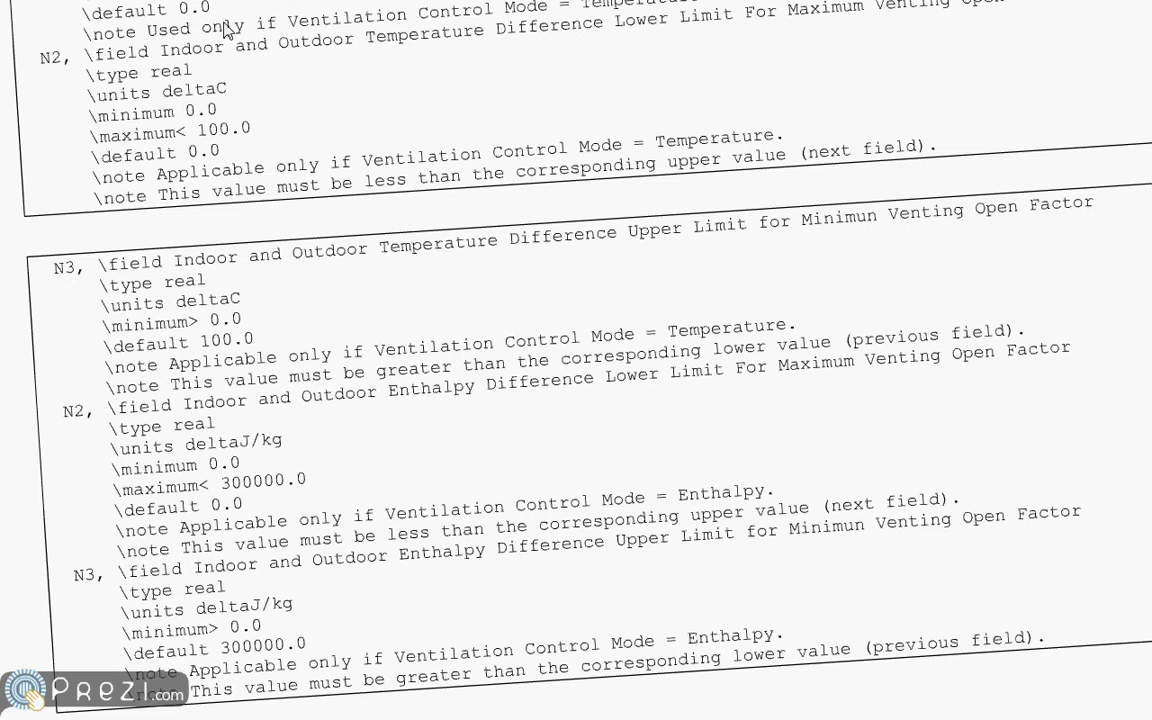 \default 0.0
\note Used only if Ventilation Control Mode =
N2, \field Indoor and Outdoor Temperature Difference Lower Limit For Maximum Venting
\type real
\units deltaC
\minimum 0.0
\maximum< 100.0
\default 0.0
\note Applicable only if Ventilation Control Mode = Temperature.
\note This value must be less than the corresponding upper value (next field).
N3, \field Indoor and Outdoor Temperature Difference Upper Limit for Minimun Venting Open Factor
\type real
\units deltaC
\minimum> 0.0
\default 100.0
\note Applicable only if Ventilation Control Mode = Temperature.
\note This value must be greater than the corresponding lower value (previous field).
N2, \field Indoor and Outdoor Enthalpy Difference Lower Limit For Maximum Venting Open Factor
\type real
\units deltaJ/kg
\minimum 0.0
\maximum< 300000.0
\default 0.0
\note Applicable only if Ventilation Control Mode = Enthalpy.
\note This value must be less than the corresponding upper value (next field).
N3, \field Indoor and Outdoor Enthalpy Difference Upper Limit for Minimun Venting Open Factor
\type real
\units deltaJ/kg
\minimum> 0.0
\default 300000.0
\note Applicable only if Ventilation Control Mode = Enthalpy.
This value must be greater than the corresponding lower value (previous field).
Prezi.com